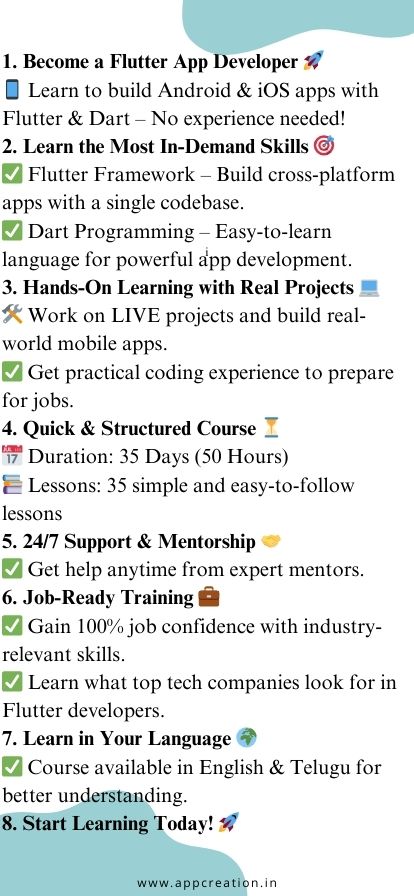 1. Become a Flutter App Developer 🚀
📱 Learn to build Android & iOS apps with
Flutter & Dart – No experience needed!
2. Learn the Most In-Demand Skills 🎯
✅ Flutter Framework – Build cross-platform
apps with a single codebase.
✅ Dart Programming – Easy-to-learn
language for powerful app development.
3. Hands-On Learning with Real Projects 💻
🛠️ Work on LIVE projects and build real-
world mobile apps.
✅ Get practical coding experience to prepare
for jobs.
4. Quick & Structured Course ⏳
📅 Duration: 35 Days (50 Hours)
📚 Lessons: 35 simple and easy-to-follow
lessons
5. 24/7 Support & Mentorship 🤝
✅ Get help anytime from expert mentors.
6. Job-Ready Training 💼
✅ Gain 100% job confidence with industry-
relevant skills.
✅ Learn what top tech companies look for in
Flutter developers.
7. Learn in Your Language 🌍
✅ Course available in English & Telugu for
better understanding.
8. Start Learning Today! 🚀
www.appcreation.in